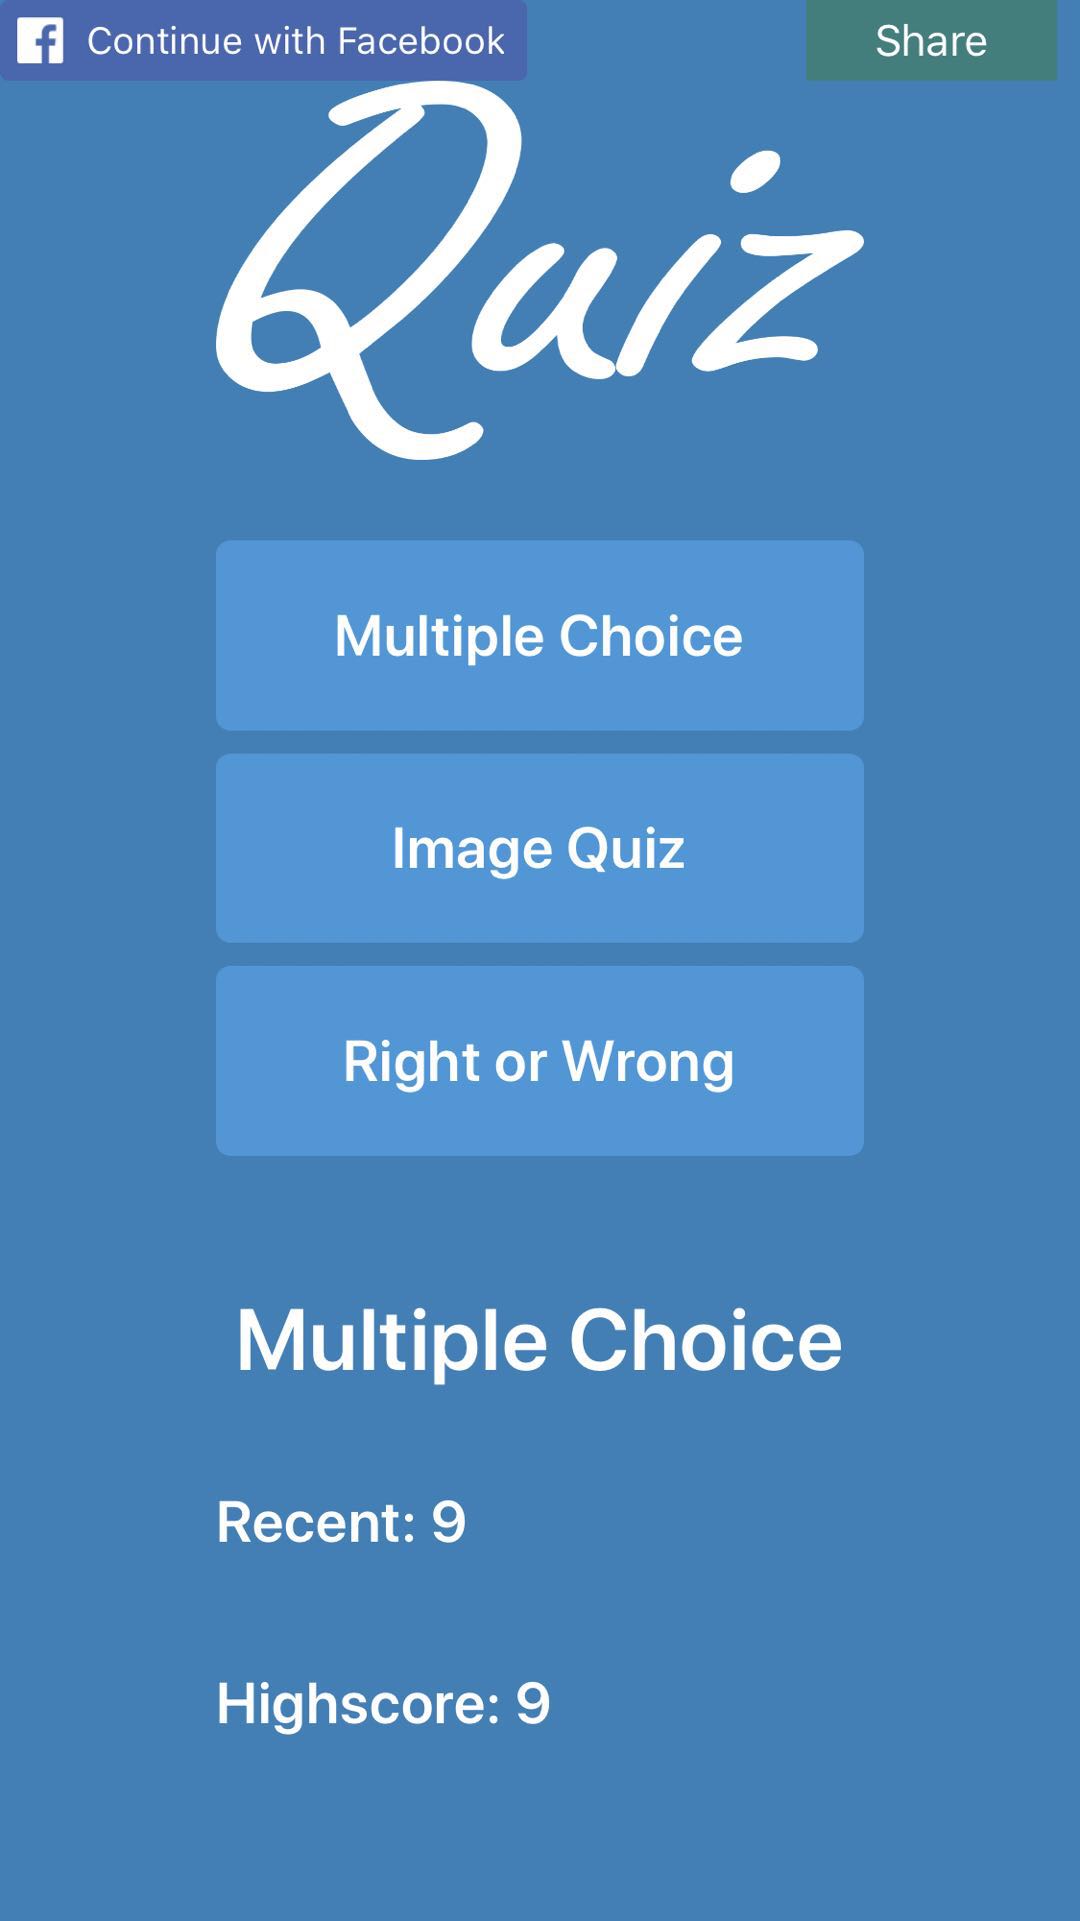 Continue with Facebook
Share
Quiz
Multiple Choice
Image Quiz
Right or Wrong
Multiple Choice
Recent: 9
Highscore: 9